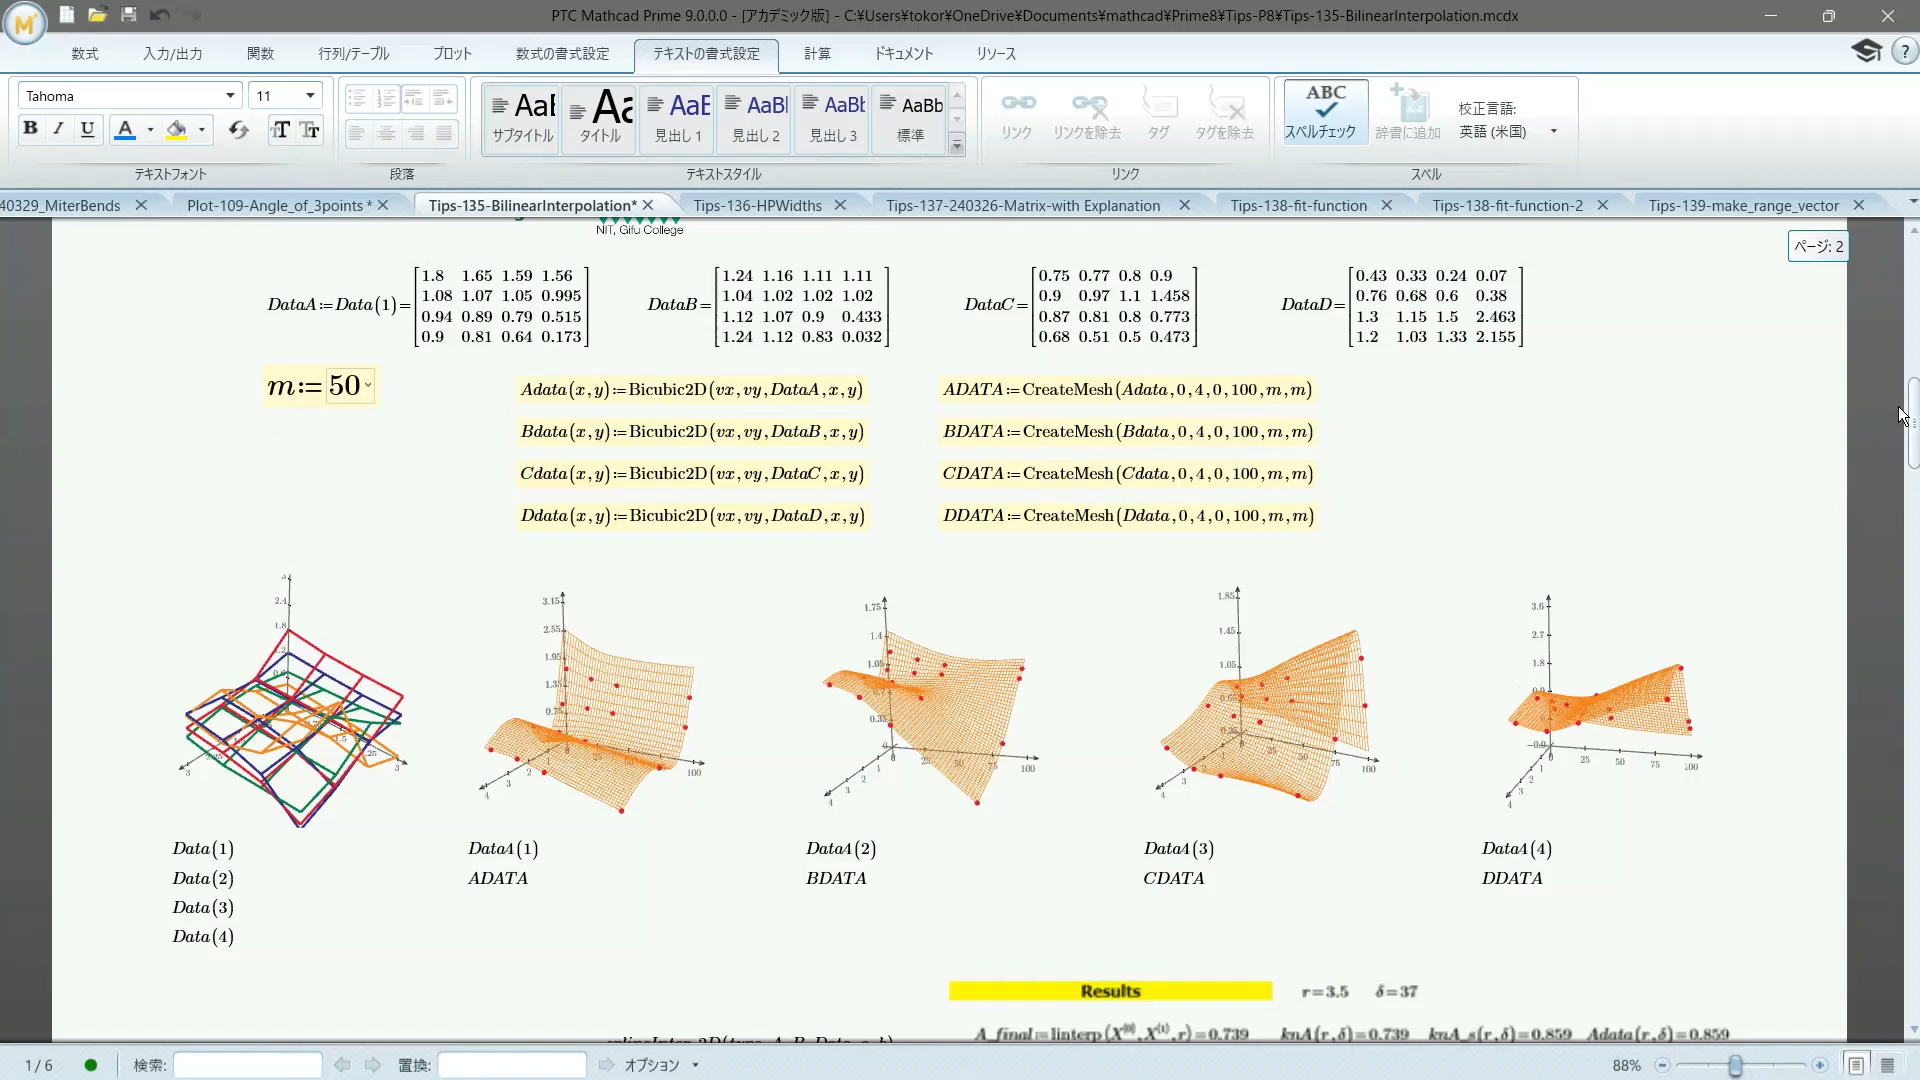 PTC Mathcad Prime 9.0.0.0 - [アカデミック版] - C:¥Users¥tokor¥OneDrive¥Documents¥mathcad¥Prime8¥Tips-P8¥Tips-135-BilinearInterpolation.mcdx
数式 入力/出力 関数 行列/テーブル プロット 数式の書式設定 テキストの書式設定 計算 ドキュメント リソース
Tahoma 11
B I U A
サブタイトル タイトル 見出し 1 見出し 2 見出し 3 標準
リンク リンクを除去 タグ タグを除去
ABC スペルチェック 辞書に追加 校正言語: 英語 (米国)
テキストフォント 段落 テキストスタイル リンク スペル
40329_MiterBends Plot-109-Angle_of_3points * Tips-135-BilinearInterpolation* Tips-136-HPWidths Tips-137-240326-Matrix-with Explanation Tips-138-fit-function Tips-138-fit-function-2 Tips-139-make_range_vector
NIT, Gifu College
ページ: 2
DataA:=Data(1)=
1.8 1.65 1.59 1.56
1.08 1.07 1.05 0.995
0.94 0.89 0.79 0.515
0.9 0.81 0.64 0.173
DataB=
1.24 1.16 1.11 1.11
1.04 1.02 1.02 1.02
1.12 1.07 0.9 0.433
1.24 1.12 0.83 0.032
DataC=
0.75 0.77 0.8 0.9
0.9 0.97 1.1 1.458
0.87 0.81 0.8 0.773
0.68 0.51 0.5 0.473
DataD=
0.43 0.33 0.24 0.07
0.76 0.68 0.6 0.38
1.3 1.15 1.5 2.463
1.2 1.03 1.33 2.155
m:=50
Adata(x,y):=Bicubic2D(vx,vy,DataA,x,y) ADATA:=CreateMesh(Adata,0,4,0,100,m,m)
Bdata(x,y):=Bicubic2D(vx,vy,DataB,x,y) BDATA:=CreateMesh(Bdata,0,4,0,100,m,m)
Cdata(x,y):=Bicubic2D(vx,vy,DataC,x,y) CDATA:=CreateMesh(Cdata,0,4,0,100,m,m)
Ddata(x,y):=Bicubic2D(vx,vy,DataD,x,y) DDATA:=CreateMesh(Ddata,0,4,0,100,m,m)
Data(1) Data4(1) Data4(2) Data4(3) Data4(4)
Data(2) ADATA BDATA CDATA DDATA
Data(3)
Data(4)
Results r=3.5 δ=37
A_final:=linterp(X⁽⁰⁾,X⁽¹⁾,r)=0.739 knA(r,δ)=0.739 knA_s(r,δ)=0.859 Adata(r,δ)=0.859
1 / 6 検索: 置換: オプション 88%